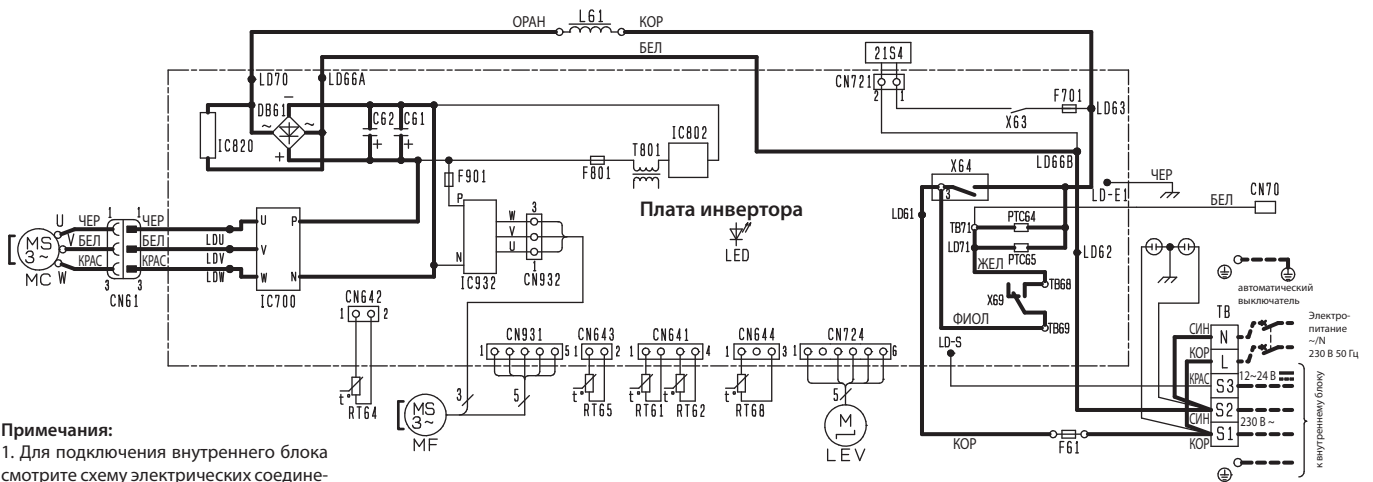 ОРАН L61 КОР
БЕЛ
21S4
LD70 LD66A
CN721
2 1
F701
LD63
X63
DB61
~ ~
−
+
C62 C61
+ +
IC820
IC802
T801
F801
LD66B
F901
X64
3
LD-E1
ЧЕР
БЕЛ CN70
Плата инвертора
LED
LD61
TB71
PTC64
LD71
PTC65
LD62
ЖЕЛ
TB68
X69
ФИОЛ
TB69
LD-S
U ЧЕР 1 1 ЧЕР
V БЕЛ БЕЛ
W КРАС КРАС
3 3
MS
3~
MC
CN61
LDU
LDV
LDW
U P
V
W N
IC700
P
N
IC932
W
V
U
3
1
CN932
CN642
1 2
t°
RT64
CN931
1 5
3 5
MS
3~
MF
CN643
1 2
t°
RT65
CN641
1 4
t° t°
RT61 RT62
CN644
1 3
t°
RT68
CN724
1 6
5
M
LEV
автоматический
выключатель
TB
СИН N
КОР L
КРАС S3
S2
СИН
S1
КОР
Электро-
питание
~/N
230 В 50 Гц
12~24 В
230 В ~
к внутреннему блоку
КОР F61
Примечания:
1. Для подключения внутреннего блока
смотрите схему электрических соедине-